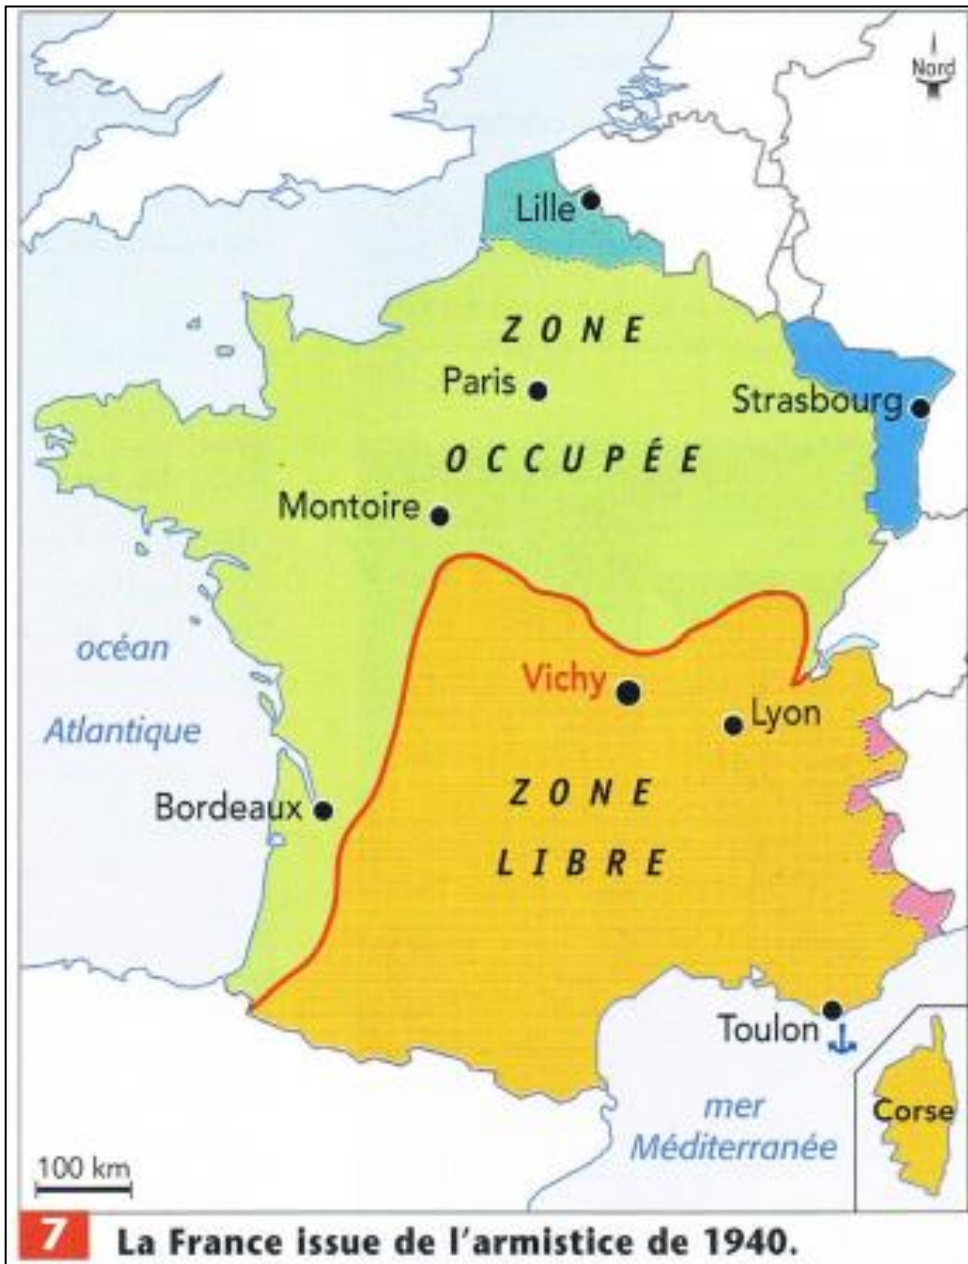 Nord
Lille
ZONE
Paris
Strasbourg
OCCUPÉE
Montoire
océan
Atlantique
Vichy
Lyon
ZONE
Bordeaux
LIBRE
Toulon
mer
Méditerranée
Corse
100 km
7 La France issue de l'armistice de 1940.